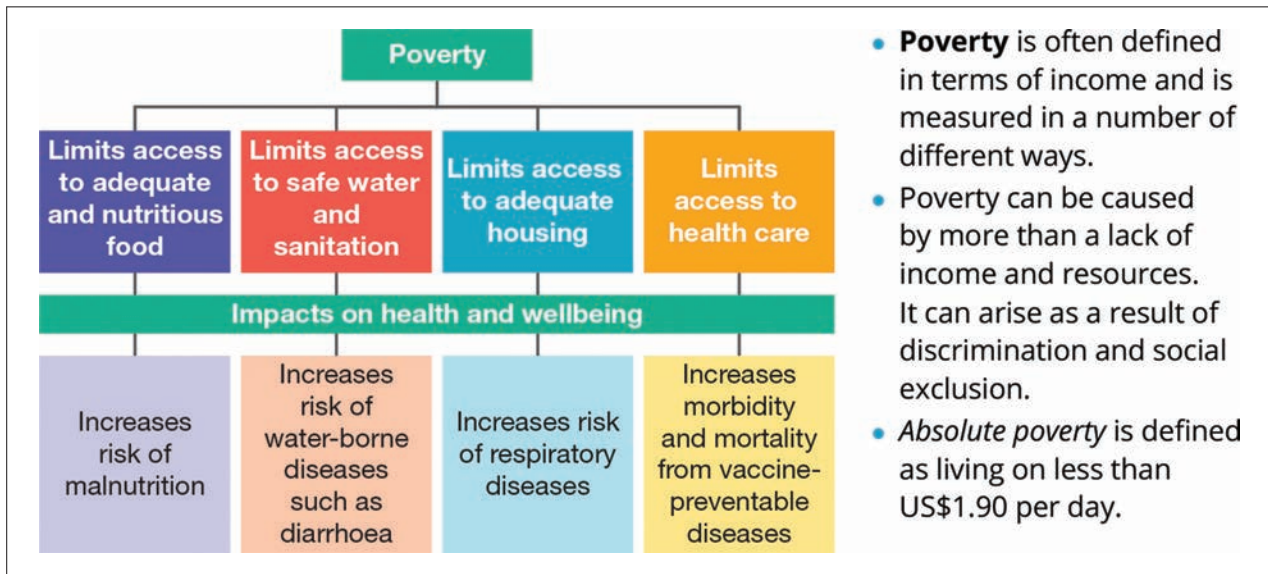 Poverty
Limits access
to adequate
and nutritious
food
Limits access
to safe water
and
sanitation
Limits access
to adequate
housing
Limits
access to
health care
Impacts on health and wellbeing
Increases
risk of
malnutrition
Increases
risk of
water-borne
diseases
such as
diarrhoea
Increases risk
of respiratory
diseases
Increases
morbidity
and mortality
from vaccine-
preventable
diseases
• Poverty is often defined
in terms of income and is
measured in a number of
different ways.
• Poverty can be caused
by more than a lack of
income and resources.
It can arise as a result of
discrimination and social
exclusion.
• Absolute poverty is defined
as living on less than
US$1.90 per day.